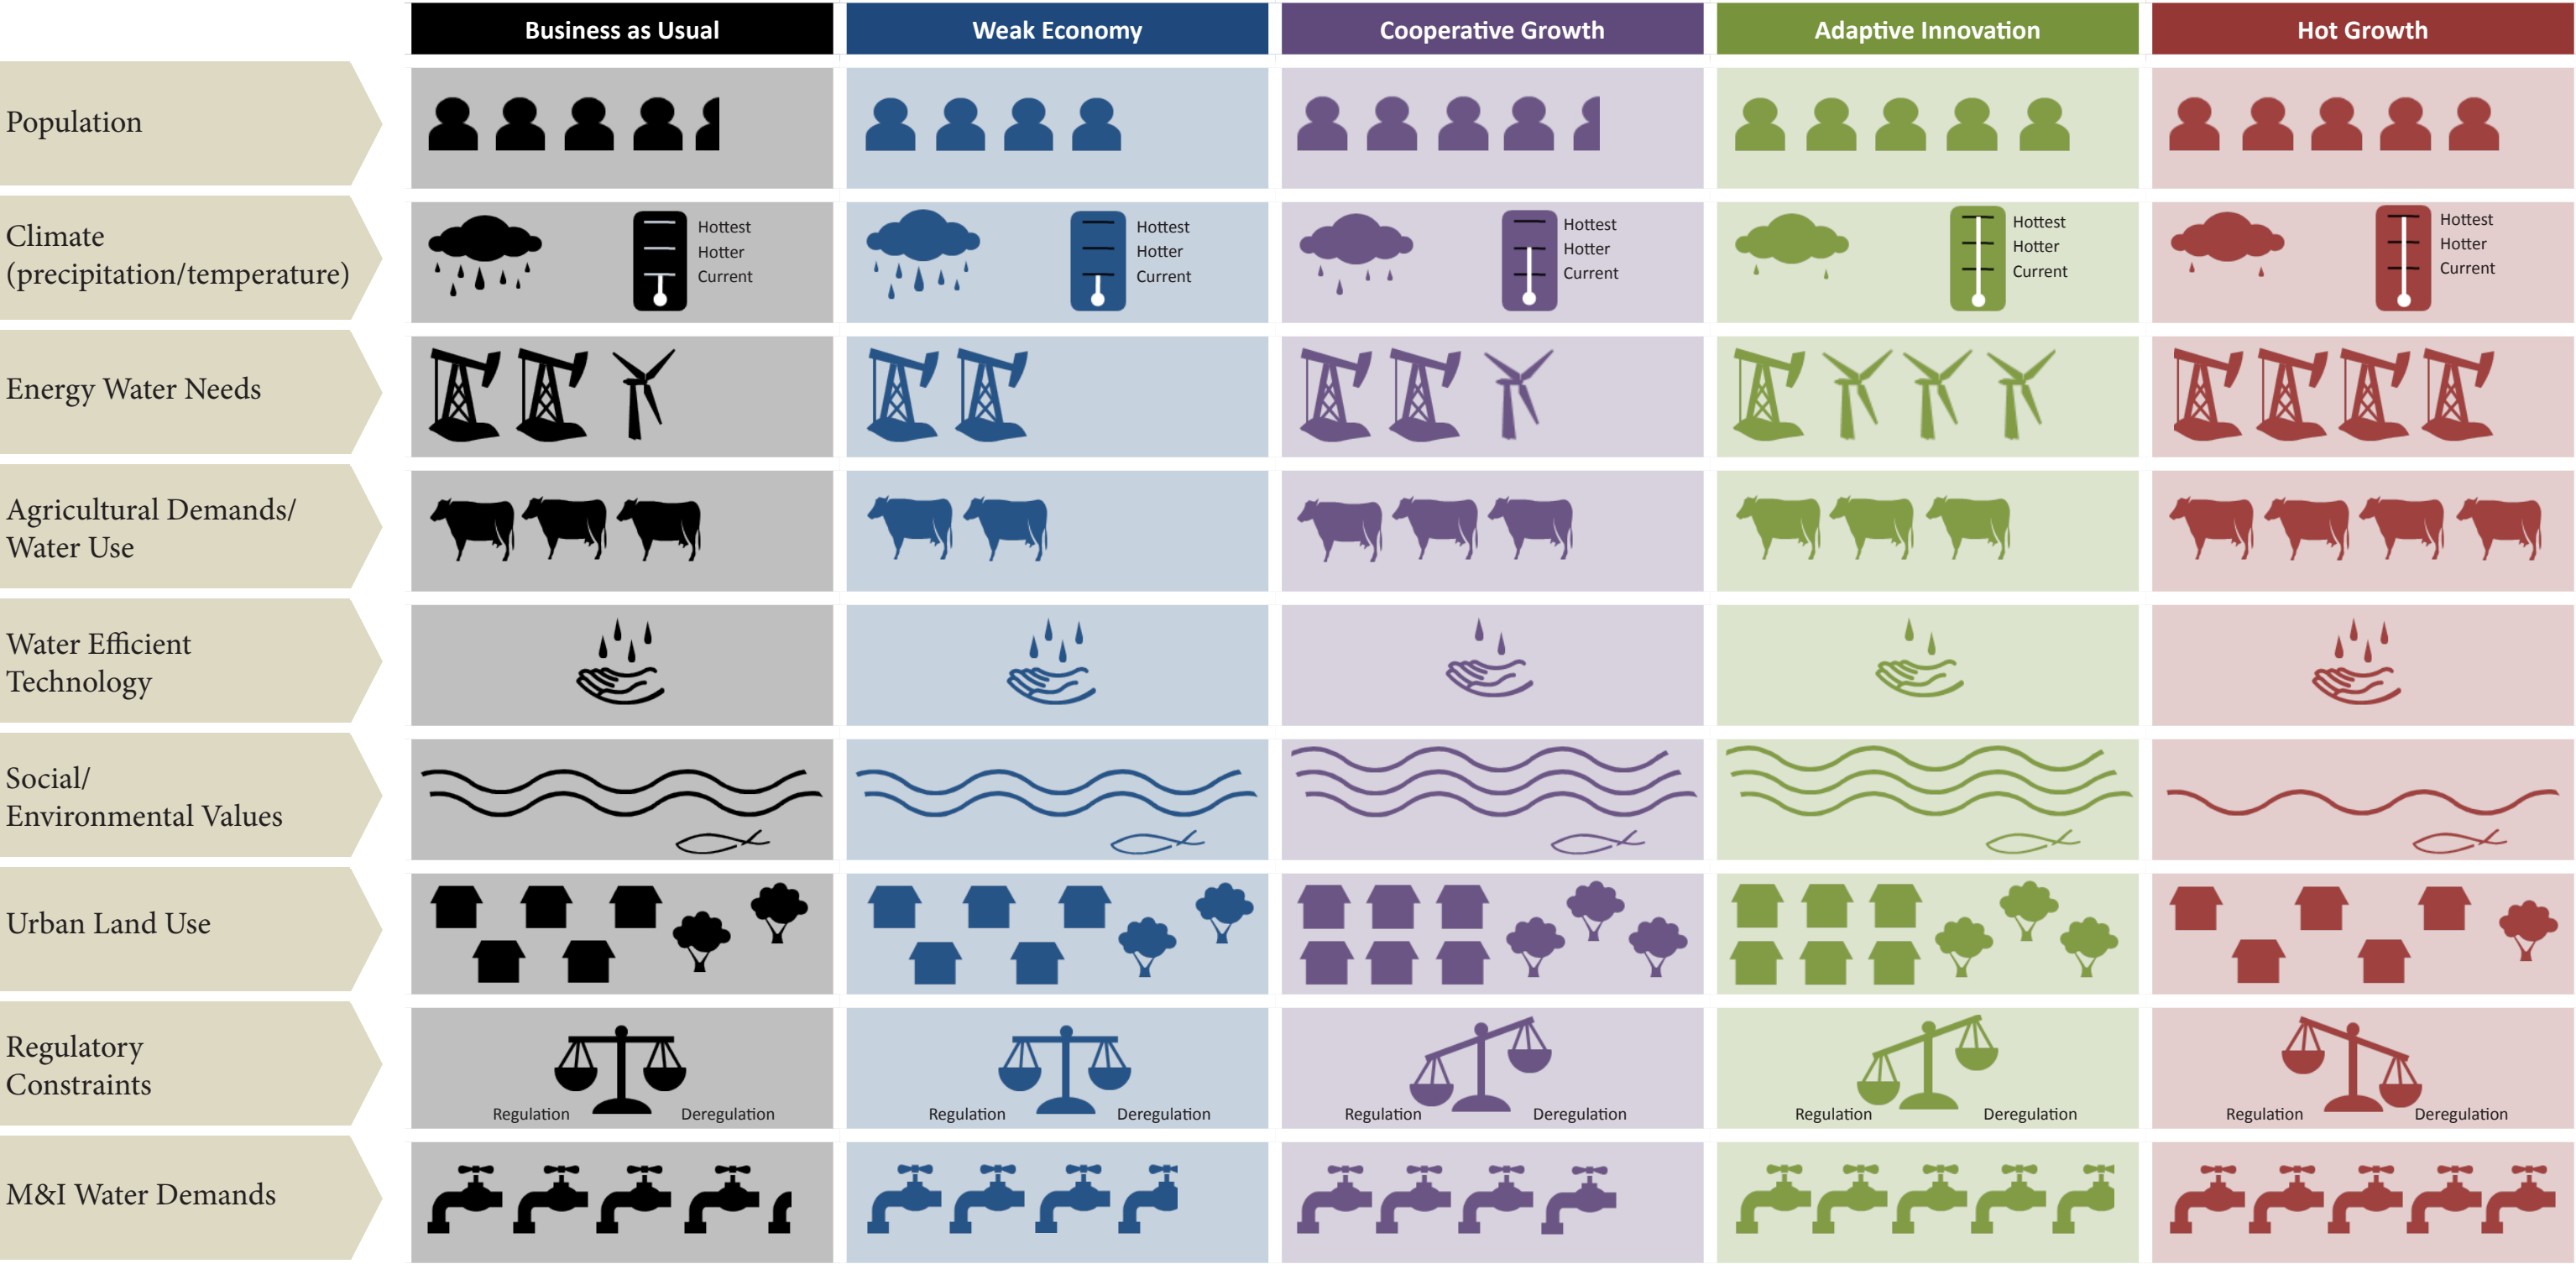 Business as Usual
Weak Economy
Cooperative Growth
Adaptive Innovation
Hot Growth
Population
Climate
(precipitation/temperature)
Hottest
Hotter
Current
Hottest
Hotter
Current
Hottest
Hotter
Current
Hottest
Hotter
Current
Hottest
Hotter
Current
Energy Water Needs
Agricultural Demands/
Water Use
Water Efficient
Technology
Social/
Environmental Values
Urban Land Use
Regulatory
Constraints
Regulation
Deregulation
Regulation
Deregulation
Regulation
Deregulation
Regulation
Deregulation
Regulation
Deregulation
M&I Water Demands